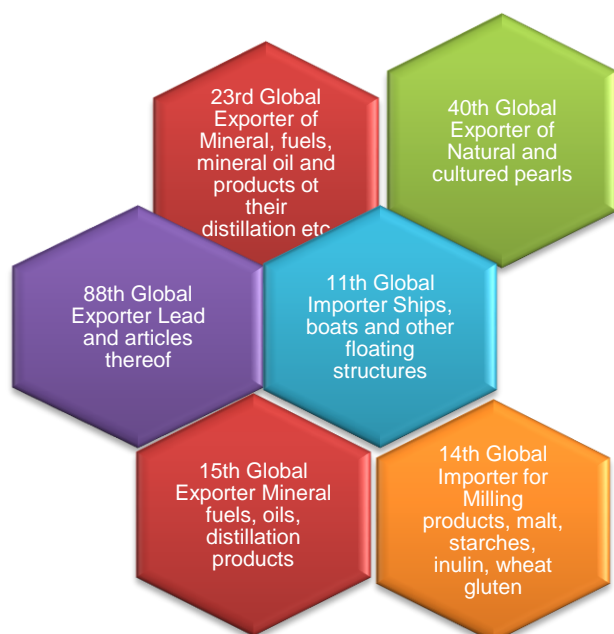 23rd Global
Exporter of
Mineral, fuels,
mineral oil and
products ot
their
distillation etc
40th Global
Exporter of
Natural and
cultured pearls
88th Global
Exporter Lead
and articles
thereof
11th Global
Importer Ships,
boats and other
floating
structures
15th Global
Exporter Mineral
fuels, oils,
distillation
products
14th Global
Importer for
Milling
products, malt,
starches,
inulin, wheat
gluten